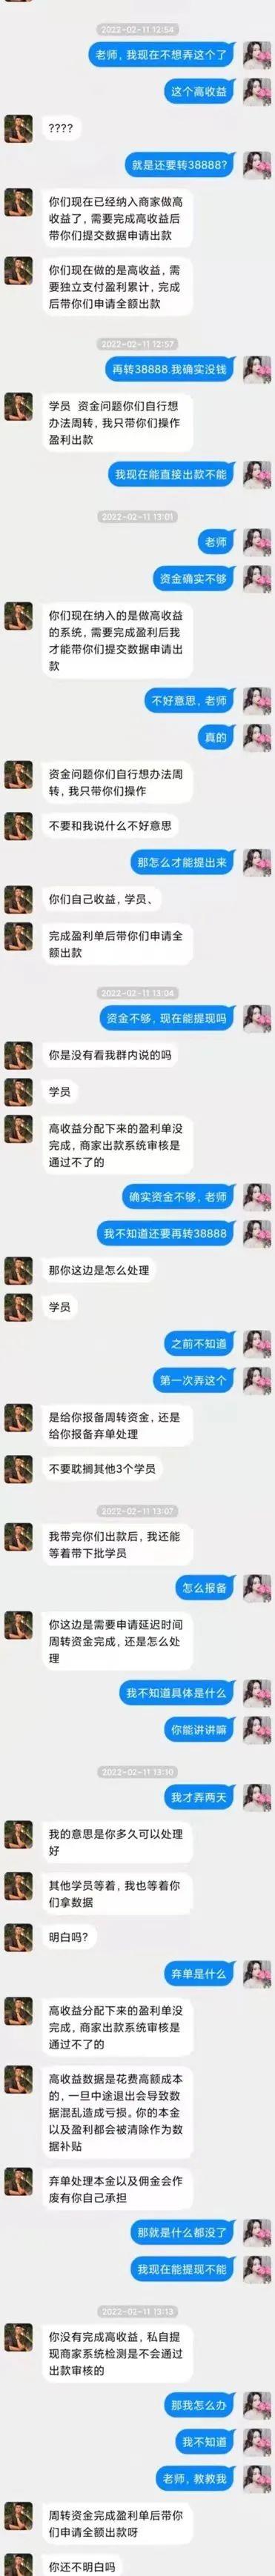 2022-02-11 12:54
老师，我现在不想弄这个了
这个高收益
????
就是还要转38888?
你们现在已经纳入商家做高
收益了，需要完成高收益后
带你们提交数据申请出款
你们现在做的是高收益，需
要独立支付盈利累计，完成
后带你们申请全额出款
2022-02-11 12:57
再转38888.我确实没钱
学员  资金问题你们自行想
办法周转，我只带你们操作
盈利出款
我现在能直接出款不能
2022-02-11 13:01
老师
资金确实不够
你们现在纳入的是做高收益
的系统，需要完成盈利后我
才能带你们提交数据申请出
款
不好意思，老师
真的
资金问题你们自行想办法周
转，我只带你们操作
不要和我说什么不好意思
那怎么才能提出来
你们自己收益，学员、
完成盈利单后带你们申请全
额出款
2022-02-11 13:04
资金不够，现在能提现吗
你是没有看我群内说的吗
学员
高收益分配下来的盈利单没
完成，商家出款系统审核是
通过不了的
确实资金不够，老师
我不知道还要再转38888
那你这边是怎么处理
学员
之前不知道
第一次弄这个
是给你报备周转资金，还是
给你报备弃单处理
不要耽搁其他3个学员
2022-02-11 13:07
我带完你们出款后，我还能
等着带下批学员
怎么报备
你这边是需要申请延迟时间
周转资金完成，还是怎么处
理
我不知道具体是什么
你能讲讲嘛
2022-02-11 13:10
我才弄两天
我的意思是你多久可以处理
好
其他学员等着，我也等着你
们拿数据
明白吗?
弃单是什么
高收益分配下来的盈利单没
完成，商家出款系统审核是
通过不了的
高收益数据是花费高额成本
的，一旦中途退出会导致数
据混乱造成亏损。你的本金
以及盈利都会被清除作为数
据补贴
弃单处理本金以及佣金会作
废有你自己承担
那就是什么都没了
我现在能提现不能
2022-02-11 13:13
你没有完成高收益，私自提
现商家系统检测是不会通过
出款审核的
那我怎么办
我不知道
老师，教教我
周转资金完成盈利单后带你
们申请全额出款呀
你还不明白吗